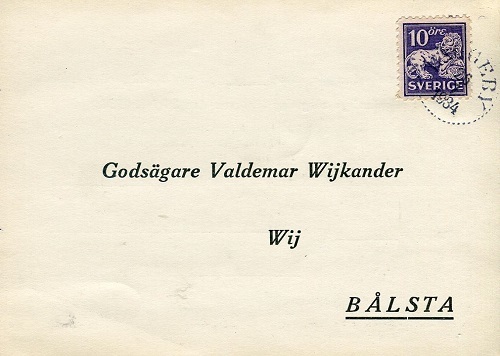 10 öre
SVERIGE
1934
Godsägare Valdemar Wijkander
Wij
BÅLSTA